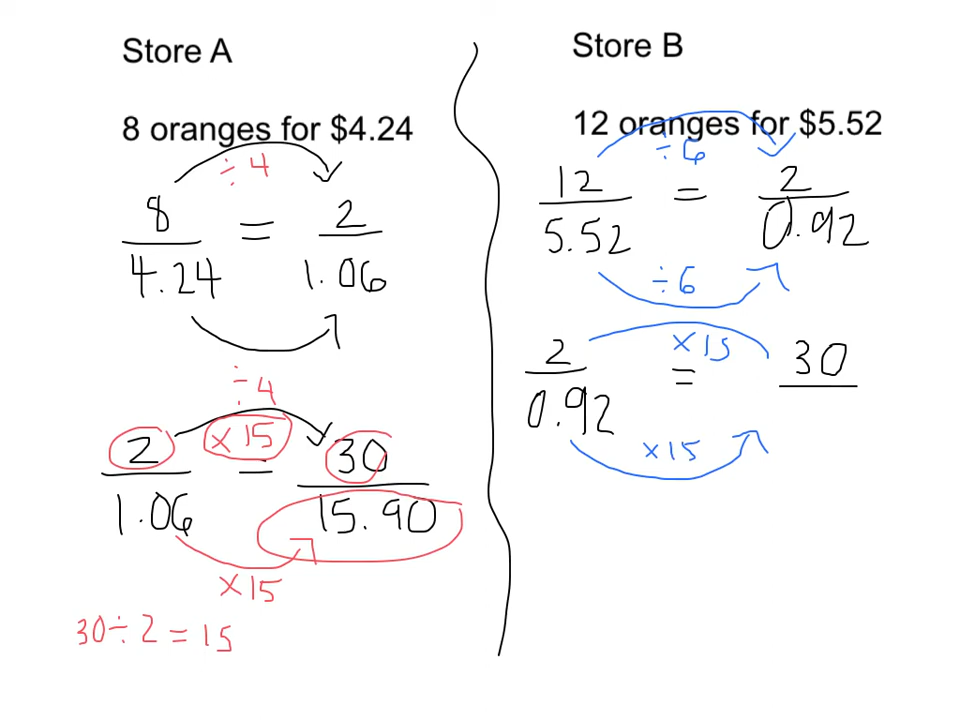 Store A
8 oranges for $4.24
÷ 4
8/4.24 = 2/1.06
÷ 4
× 15
2/1.06 = 30/15.90
× 15
30 ÷ 2 = 15
Store B
12 oranges for $5.52
÷ 6
12/5.52 = 2/0.92
÷ 6
× 15
2/0.92 = 30/
× 15